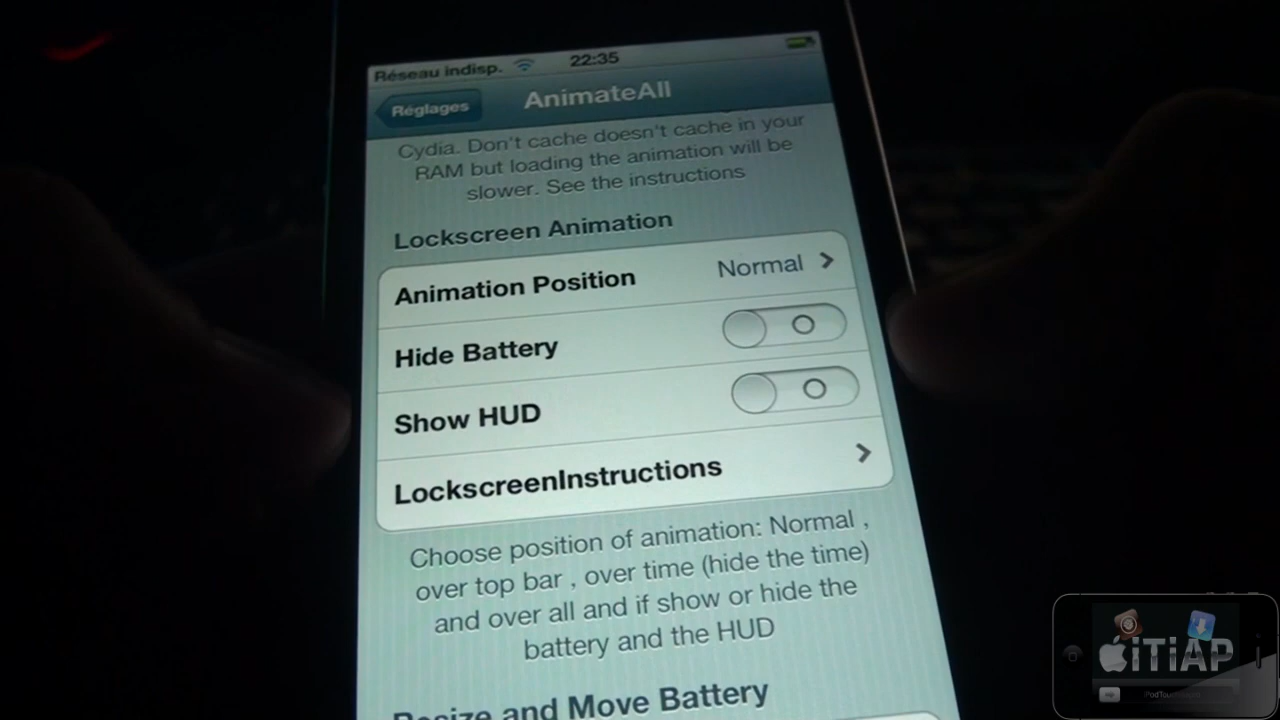 Réseau indisp. 22:35
Réglages AnimateAll
Cydia. Don't cache doesn't cache in your
RAM but loading the animation will be
slower. See the instructions
Lockscreen Animation
Animation Position Normal
Hide Battery
Show HUD
LockscreenInstructions
Choose position of animation: Normal ,
over top bar , over time (hide the time)
and over all and if show or hide the
battery and the HUD
Resize and Move Battery
iTiAP